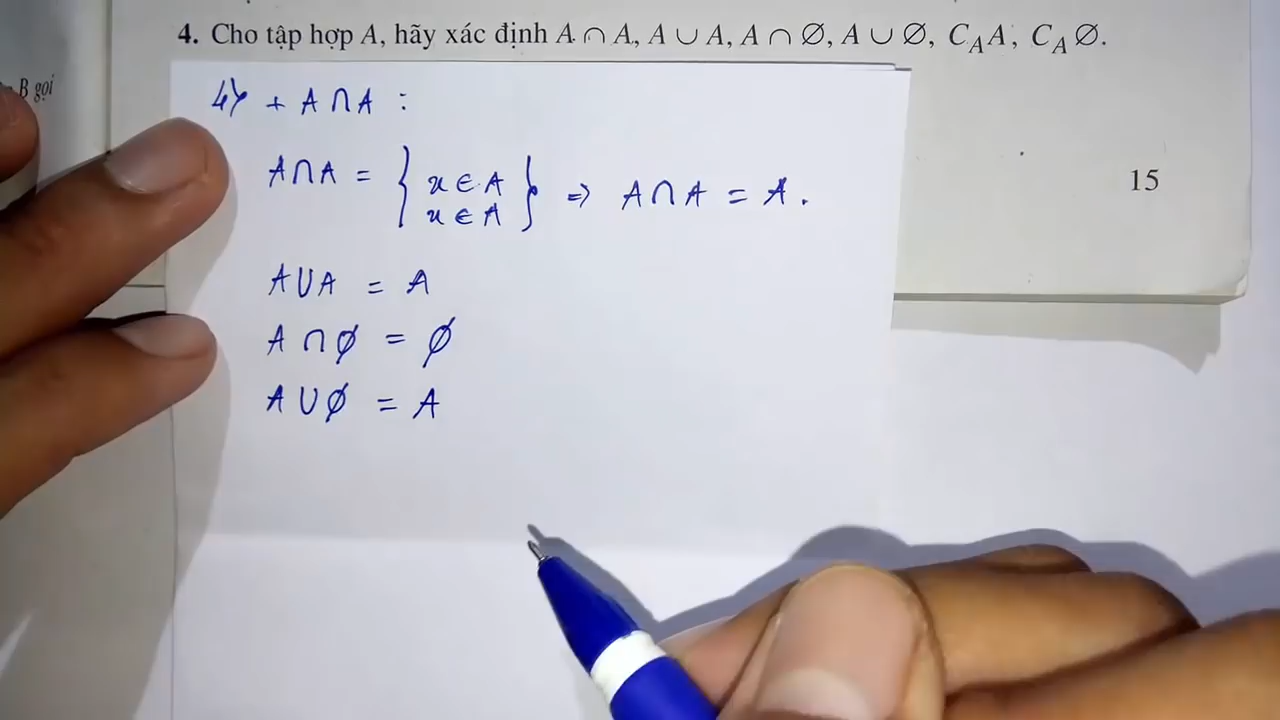 4. Cho tập hợp A, hãy xác định A ∩ A, A ∪ A, A ∩ ∅, A ∪ ∅, C_A A, C_A ∅.
B gọi
4) + A ∩ A :
A ∩ A = { x ∈ A
x ∈ A } => A ∩ A = A.
15
A ∪ A = A
A ∩ ∅ = ∅
A ∪ ∅ = A